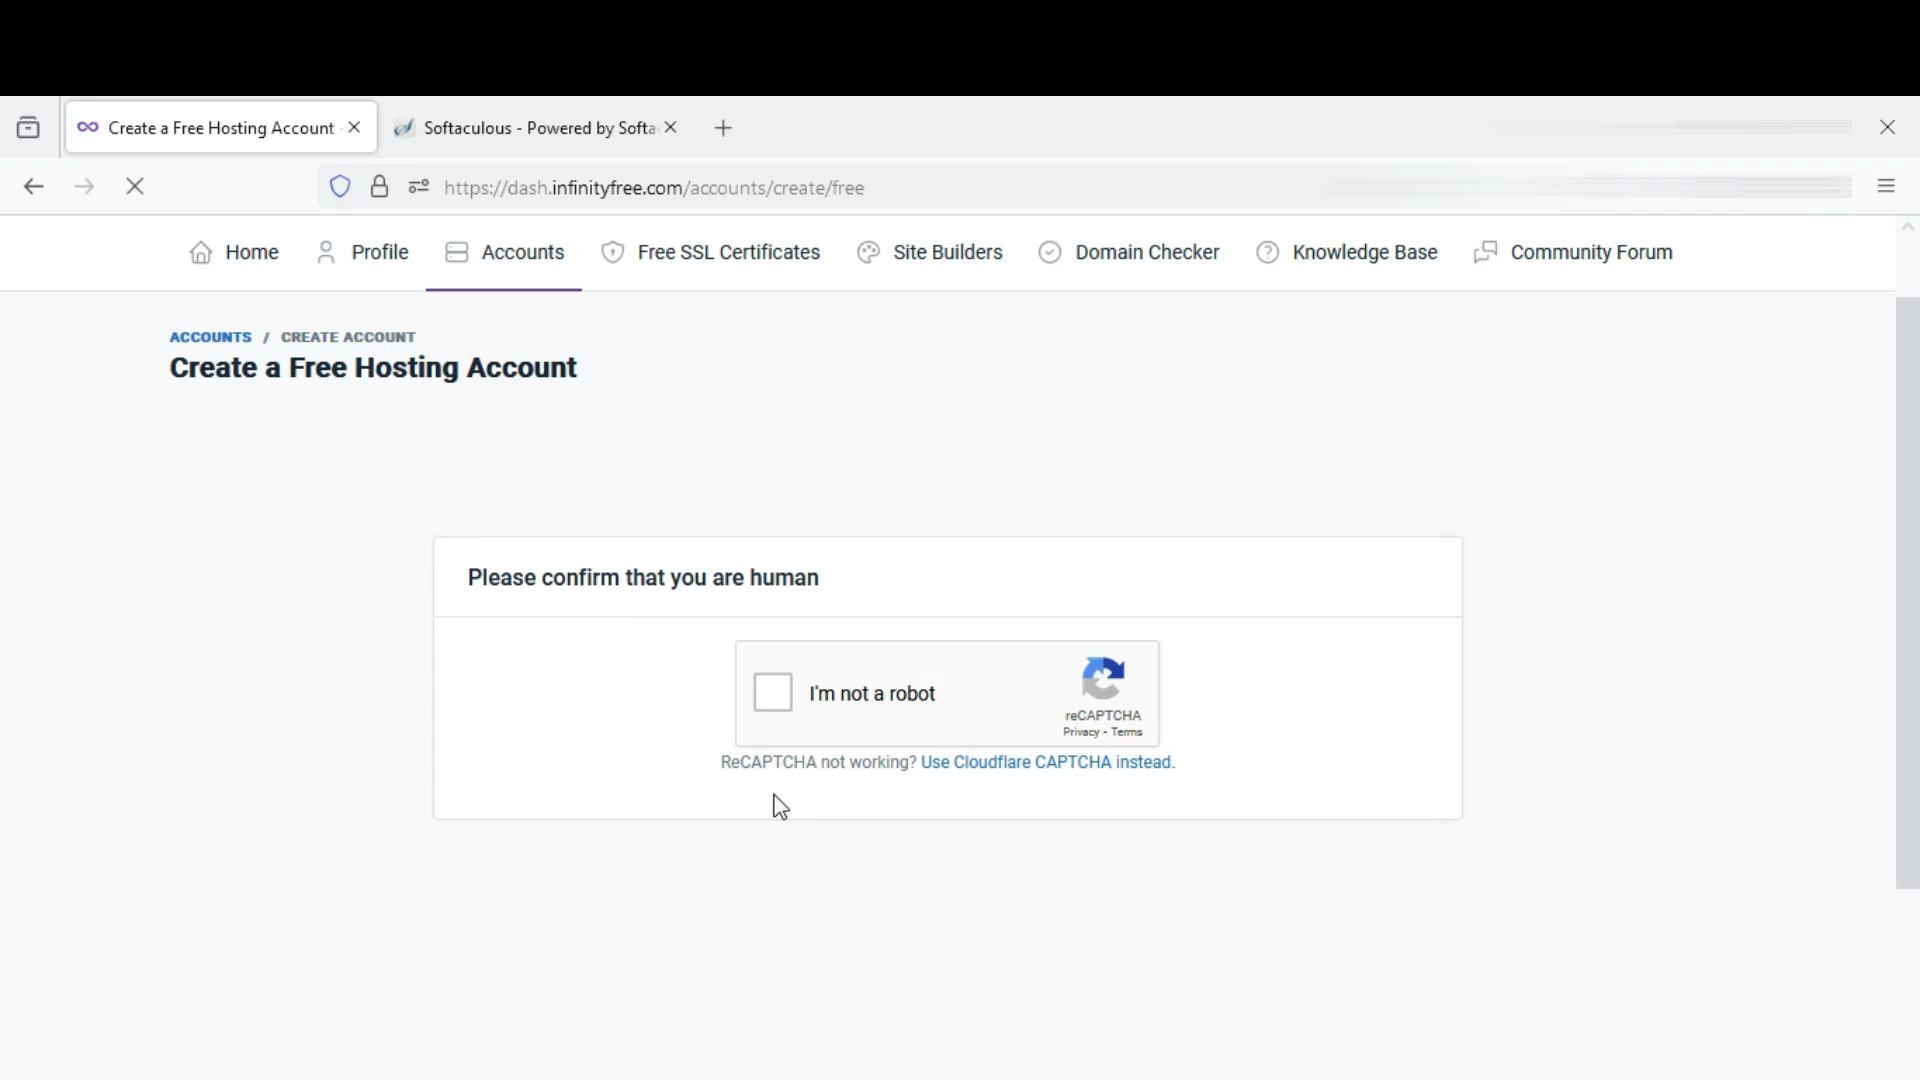 Create a Free Hosting Account
Softaculous - Powered by Softa
https://dash.infinityfree.com/accounts/create/free
Home Profile Accounts Free SSL Certificates Site Builders Domain Checker Knowledge Base Community Forum
ACCOUNTS / CREATE ACCOUNT
Create a Free Hosting Account
Please confirm that you are human
I'm not a robot
reCAPTCHA
Privacy - Terms
ReCAPTCHA not working? Use Cloudflare CAPTCHA instead.